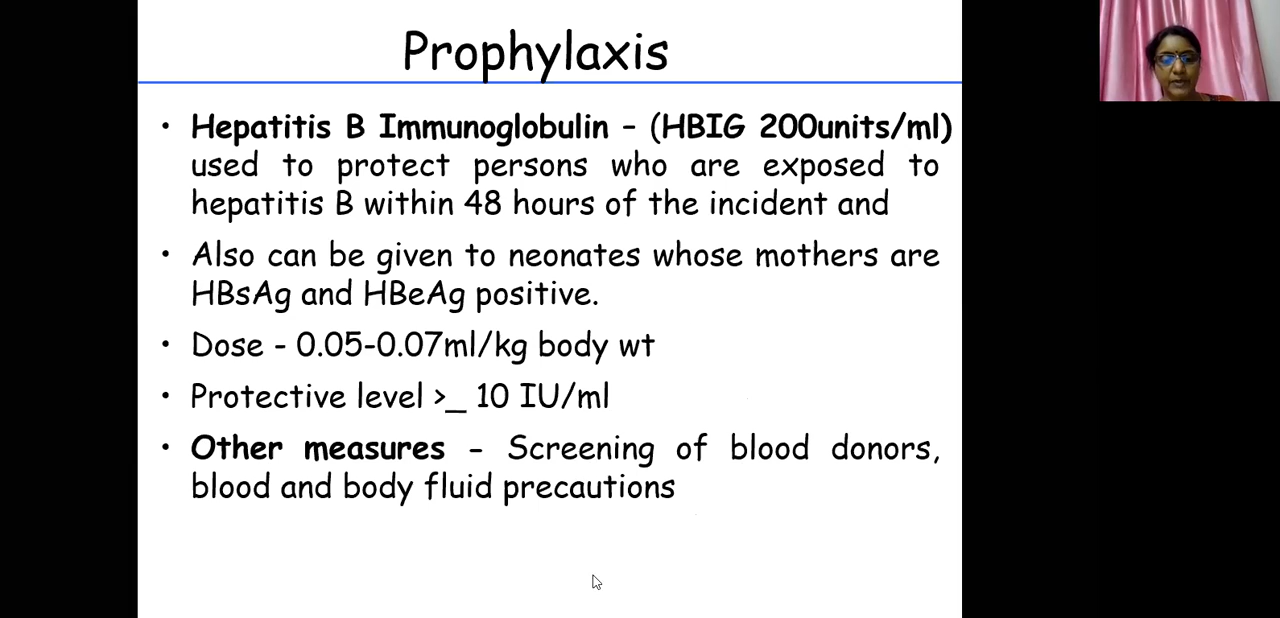 Prophylaxis
• Hepatitis B Immunoglobulin – (HBIG 200units/ml)
used to protect persons who are exposed to
hepatitis B within 48 hours of the incident and
• Also can be given to neonates whose mothers are
HBsAg and HBeAg positive.
• Dose - 0.05-0.07ml/kg body wt
• Protective level >_ 10 IU/ml
• Other measures – Screening of blood donors,
blood and body fluid precautions